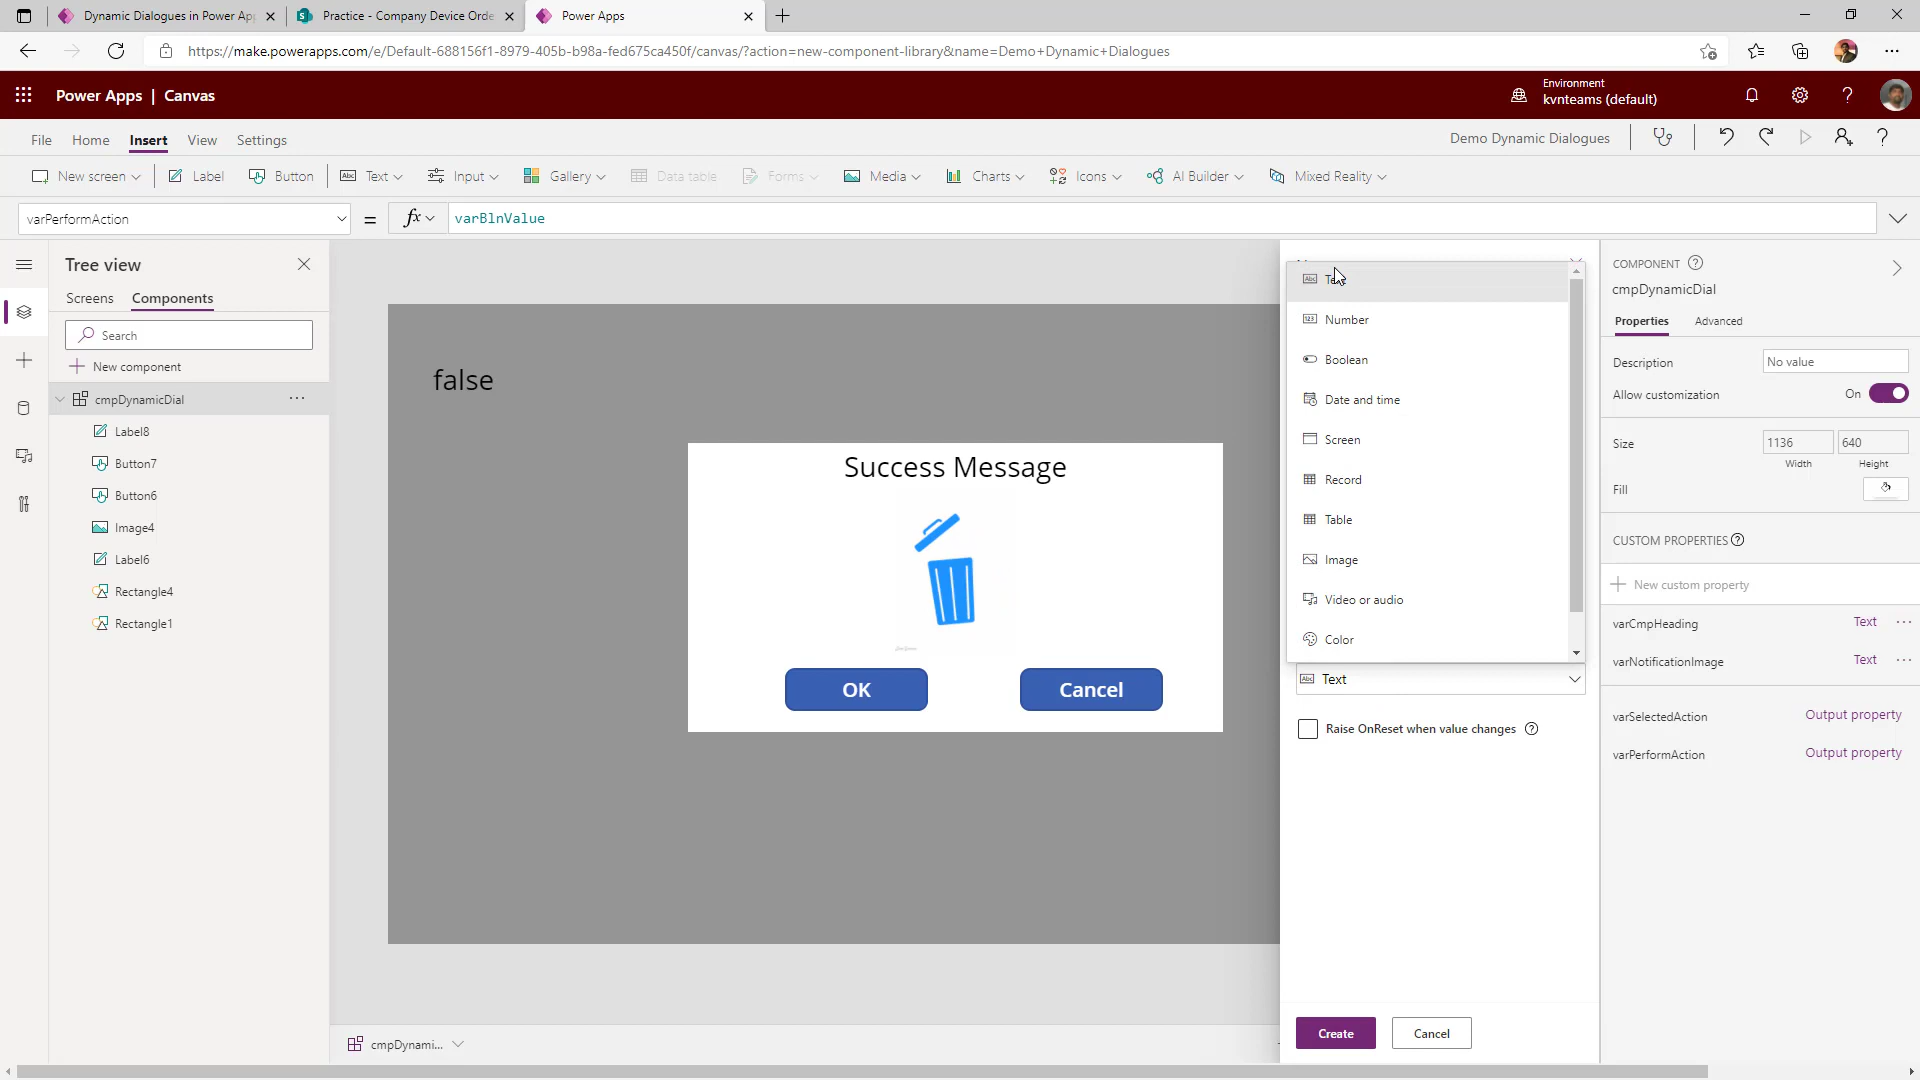 Dynamic Dialogues in Power App
Practice - Company Device Orde
Power Apps
https://make.powerapps.com/e/Default-688156f1-8979-405b-b98a-fed675ca450f/canvas/?action=new-component-library&name=Demo+Dynamic+Dialogues
Power Apps | Canvas
Environment
kvnteams (default)
File Home Insert View Settings
Demo Dynamic Dialogues
New screen Label Button Text Input Gallery Data table Forms Media Charts Icons AI Builder Mixed Reality
varPerformAction = fx varBlnValue
Tree view
Screens Components
Search
New component
cmpDynamicDial
Label8
Button7
Button6
Image4
Label6
Rectangle4
Rectangle1
false
Success Message
OK Cancel
cmpDynami...
Number
Boolean
Date and time
Screen
Record
Table
Image
Video or audio
Color
Text
Raise OnReset when value changes
Create Cancel
COMPONENT
cmpDynamicDial
Properties Advanced
Description No value
Allow customization On
Size 1136 640
Width Height
Fill
CUSTOM PROPERTIES
New custom property
varCmpHeading Text
varNotificationImage Text
varSelectedAction Output property
varPerformAction Output property